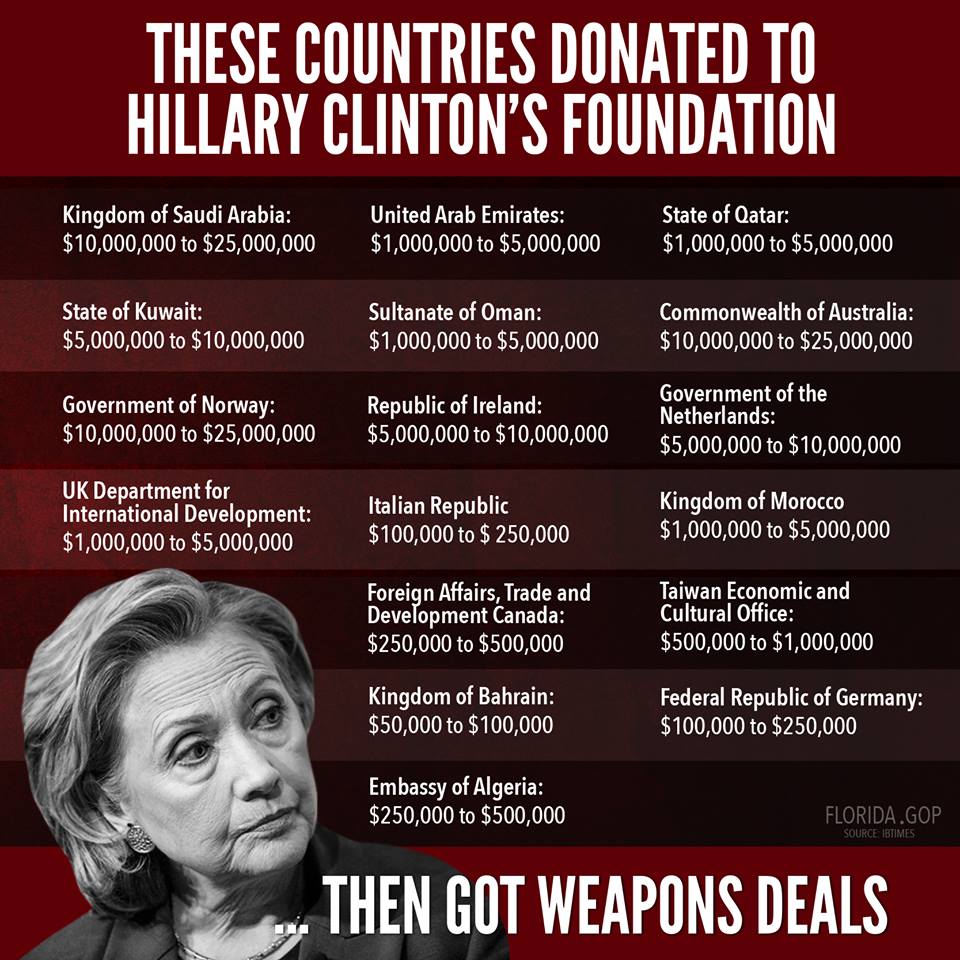 THESE COUNTRIES DONATED TO
HILLARY CLINTON'S FOUNDATION
Kingdom of Saudi Arabia:
$10,000,000 to $25,000,000
United Arab Emirates:
$1,000,000 to $5,000,000
State of Qatar:
$1,000,000 to $5,000,000
State of Kuwait:
$5,000,000 to $10,000,000
Sultanate of Oman:
$1,000,000 to $5,000,000
Commonwealth of Australia:
$10,000,000 to $25,000,000
Government of Norway:
$10,000,000 to $25,000,000
Republic of Ireland:
$5,000,000 to $10,000,000
Government of the
Netherlands:
$5,000,000 to $10,000,000
UK Department for
International Development:
$1,000,000 to $5,000,000
Italian Republic
$100,000 to $ 250,000
Kingdom of Morocco
$1,000,000 to $5,000,000
Foreign Affairs, Trade and
Development Canada:
$250,000 to $500,000
Taiwan Economic and
Cultural Office:
$500,000 to $1,000,000
Kingdom of Bahrain:
$50,000 to $100,000
Federal Republic of Germany:
$100,000 to $250,000
Embassy of Algeria:
$250,000 to $500,000
FLORIDA.GOP
SOURCE: IBTIMES
... THEN GOT WEAPONS DEALS